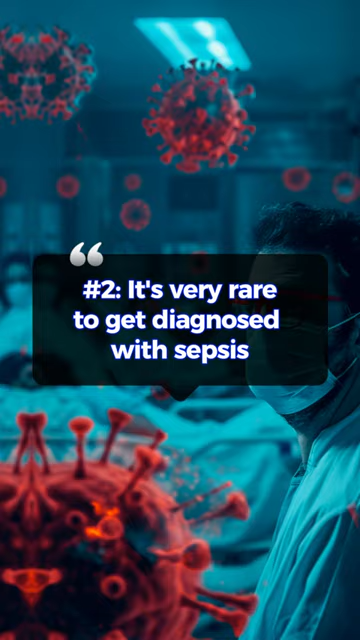 “
#2: It's very rare
to get diagnosed
with sepsis